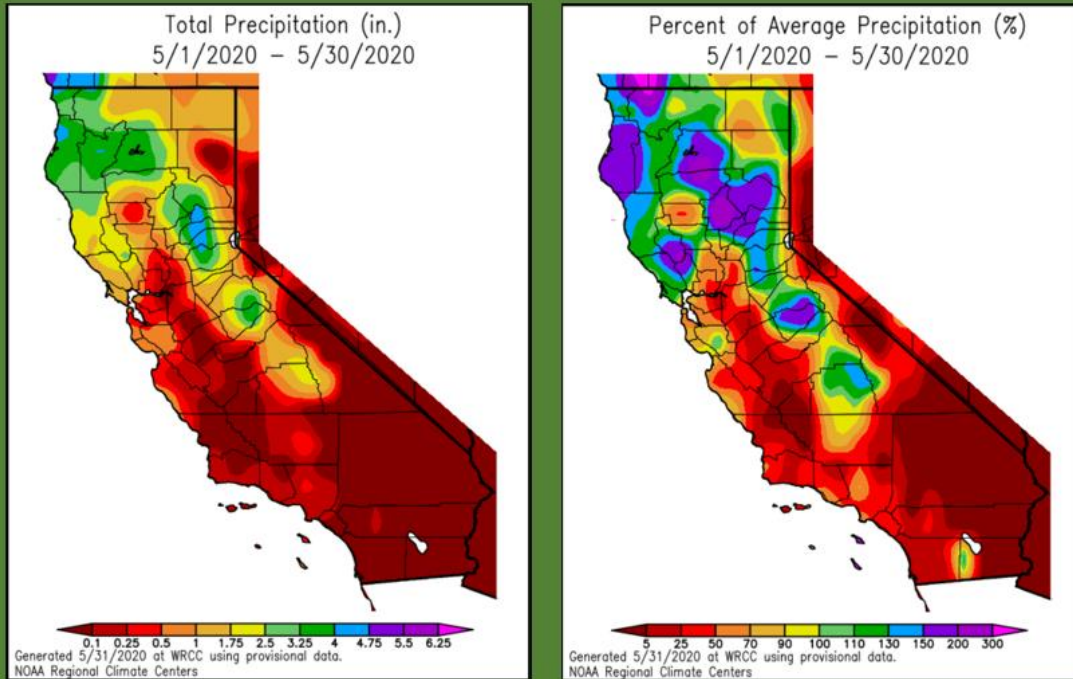 Total Precipitation (in.)
5/1/2020 – 5/30/2020
0.1 0.25 0.5 1 1.75 2.5 3.25 4 4.75 5.5 6.25
Generated 5/31/2020 at WRCC using provisional data.
NOAA Regional Climate Centers
Percent of Average Precipitation (%)
5/1/2020 – 5/30/2020
5 25 50 70 90 100 110 130 150 200 300
Generated 5/31/2020 at WRCC using provisional data.
NOAA Regional Climate Centers